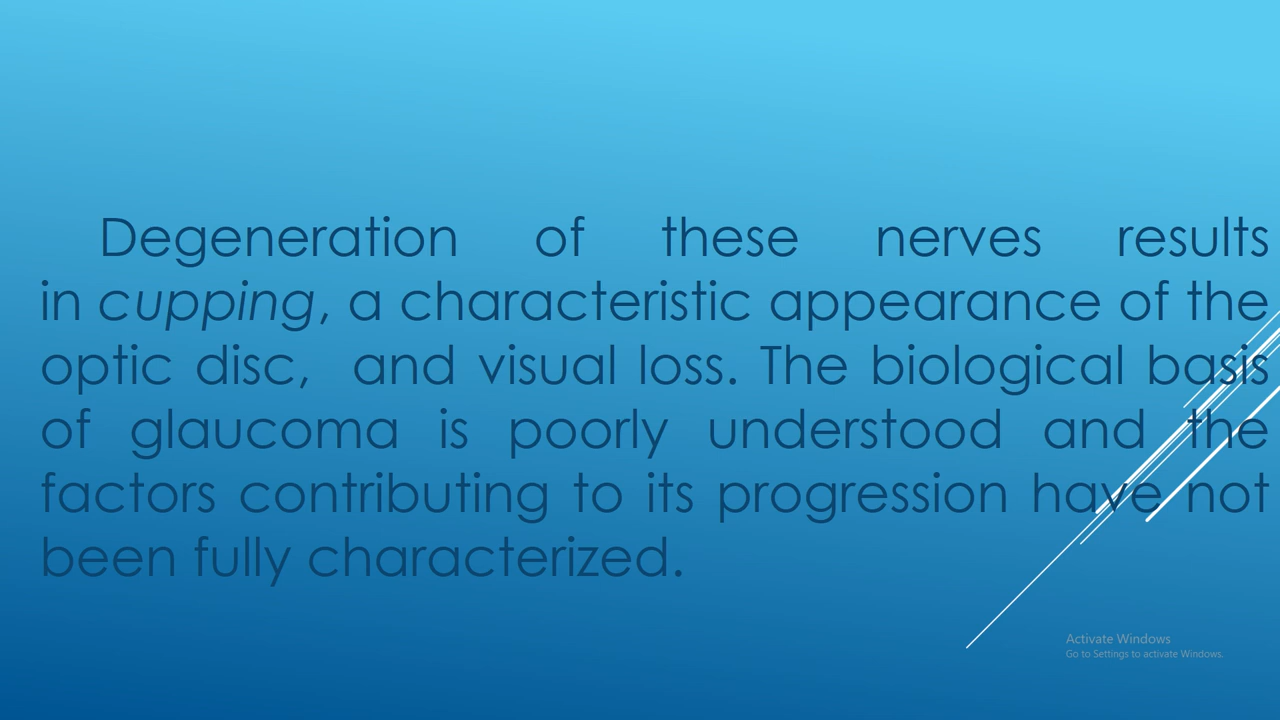 Degeneration of these nerves results
in cupping, a characteristic appearance of the
optic disc, and visual loss. The biological basis
of glaucoma is poorly understood and the
factors contributing to its progression have not
been fully characterized.
Activate Windows
Go to Settings to activate Windows.